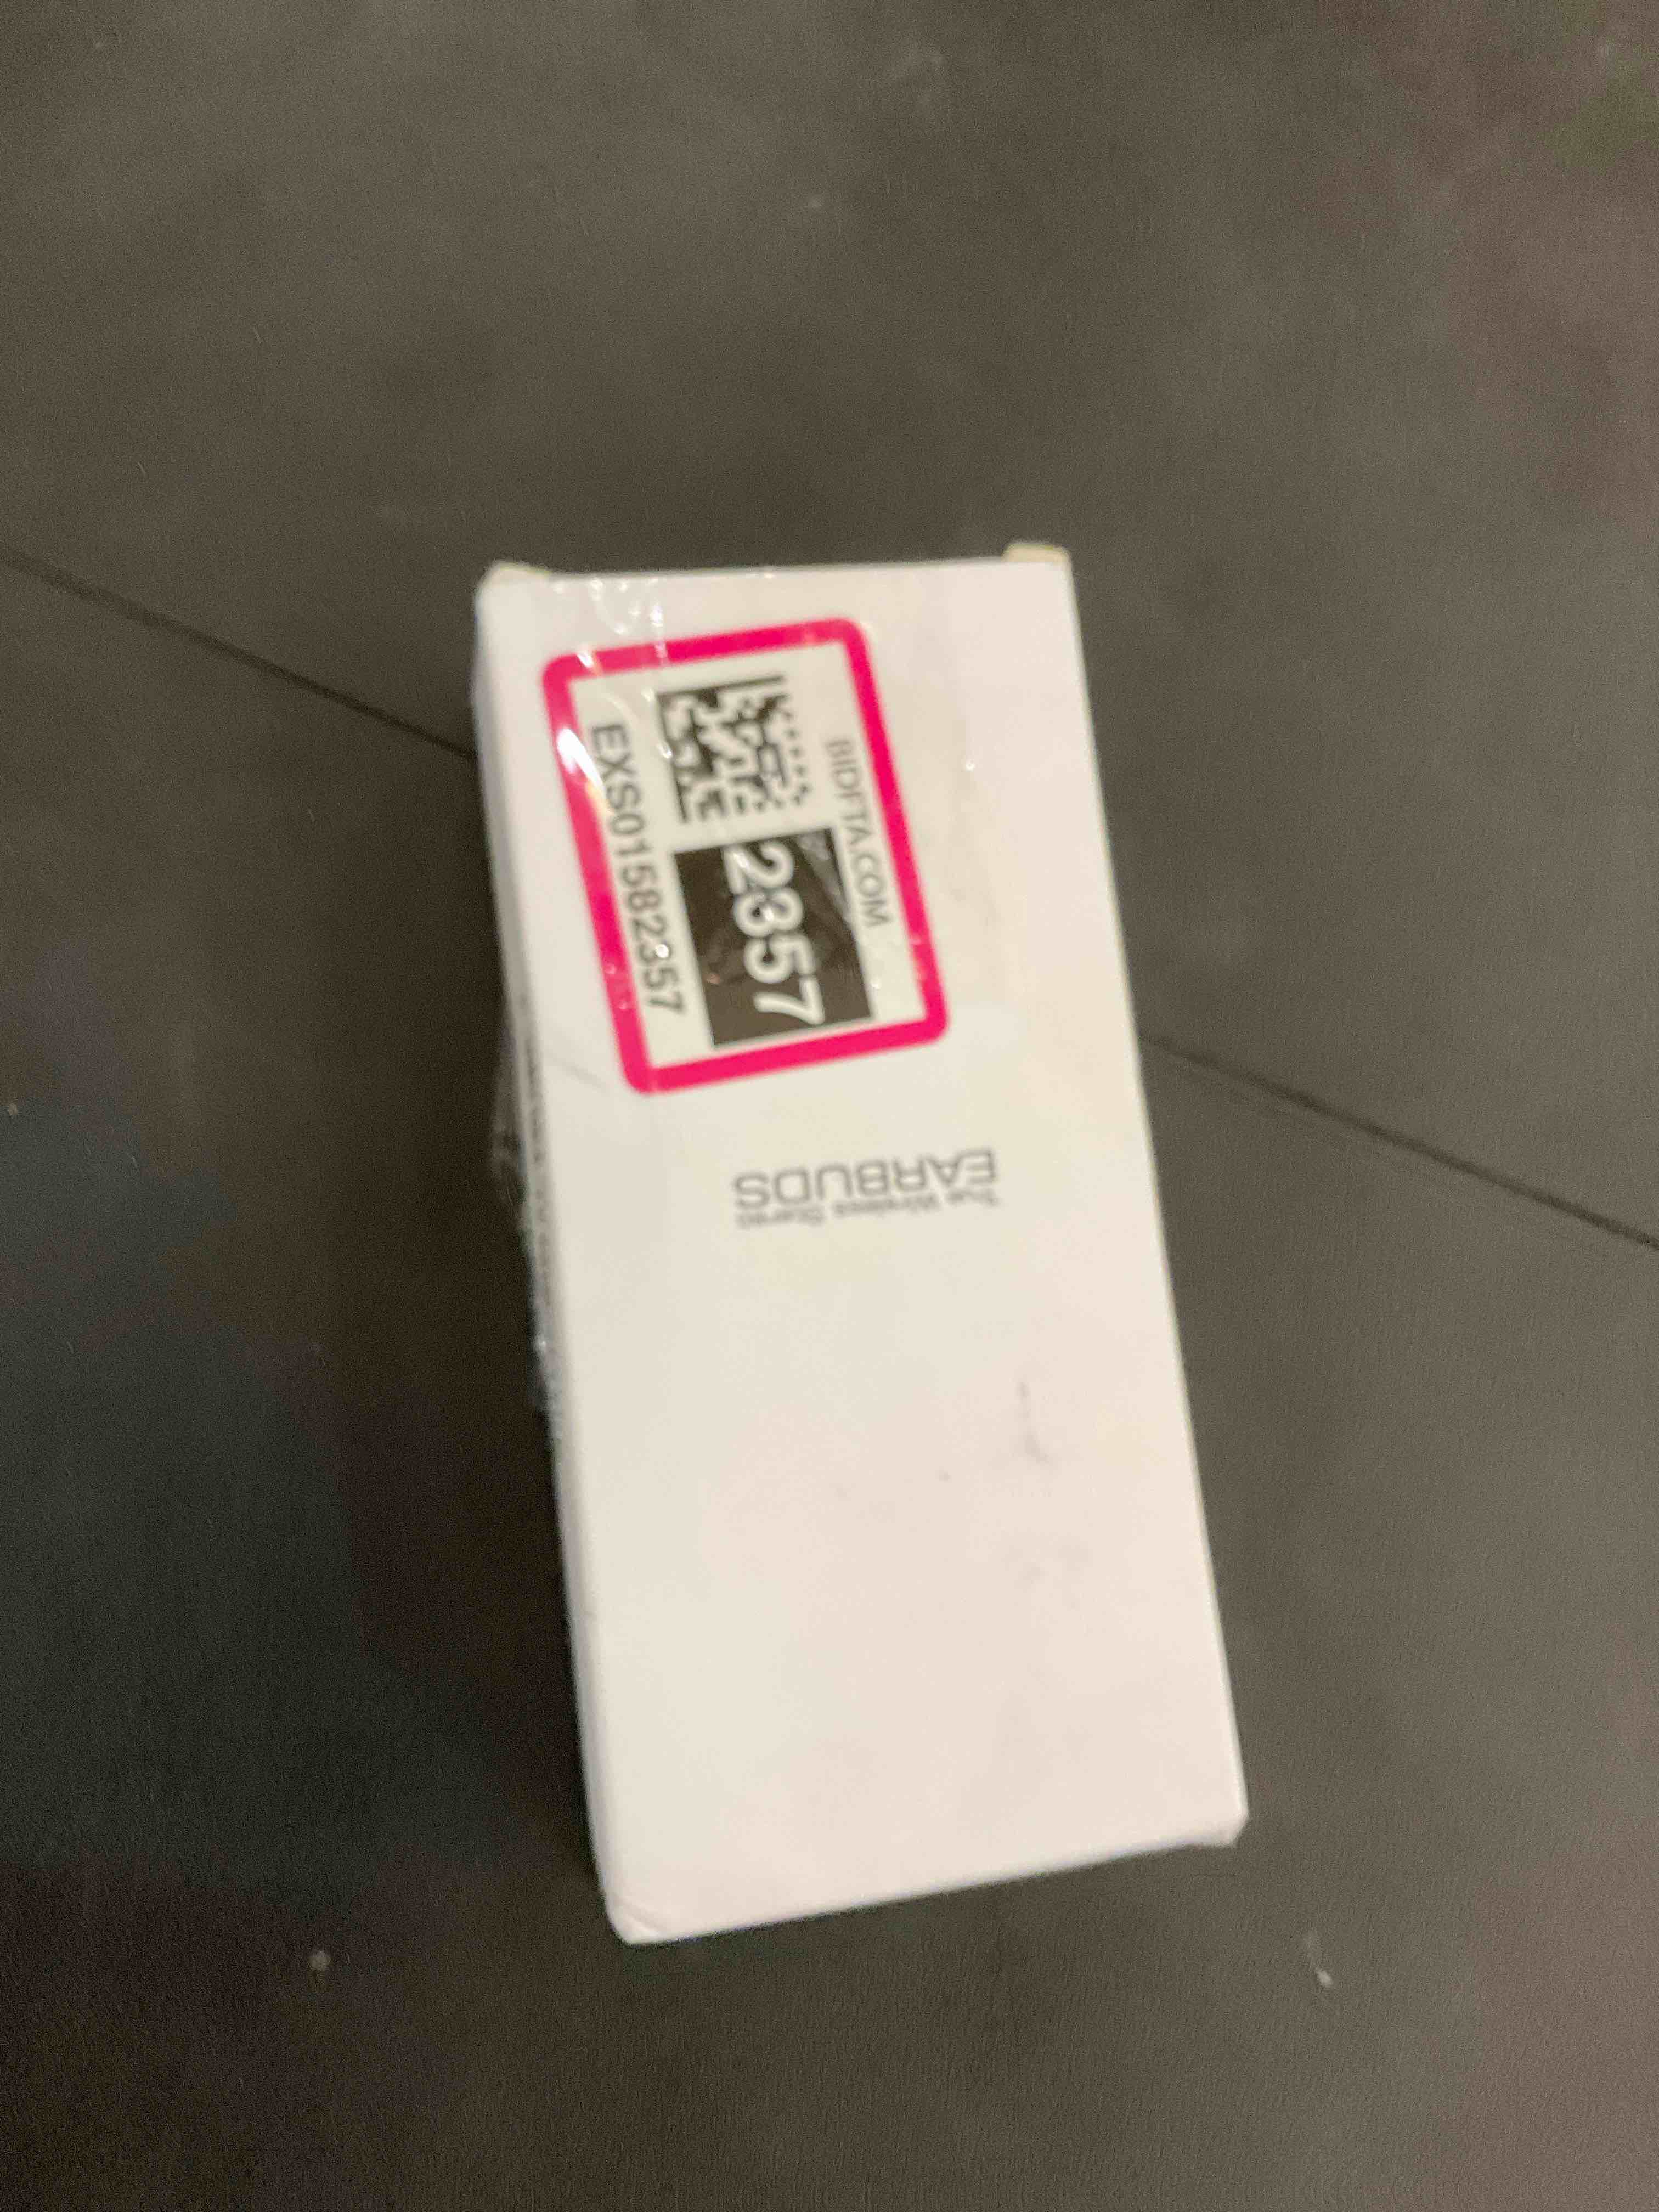 BIDFTA.COM
2357
EXS01582357
True Wireless Stereo
EARBUDS